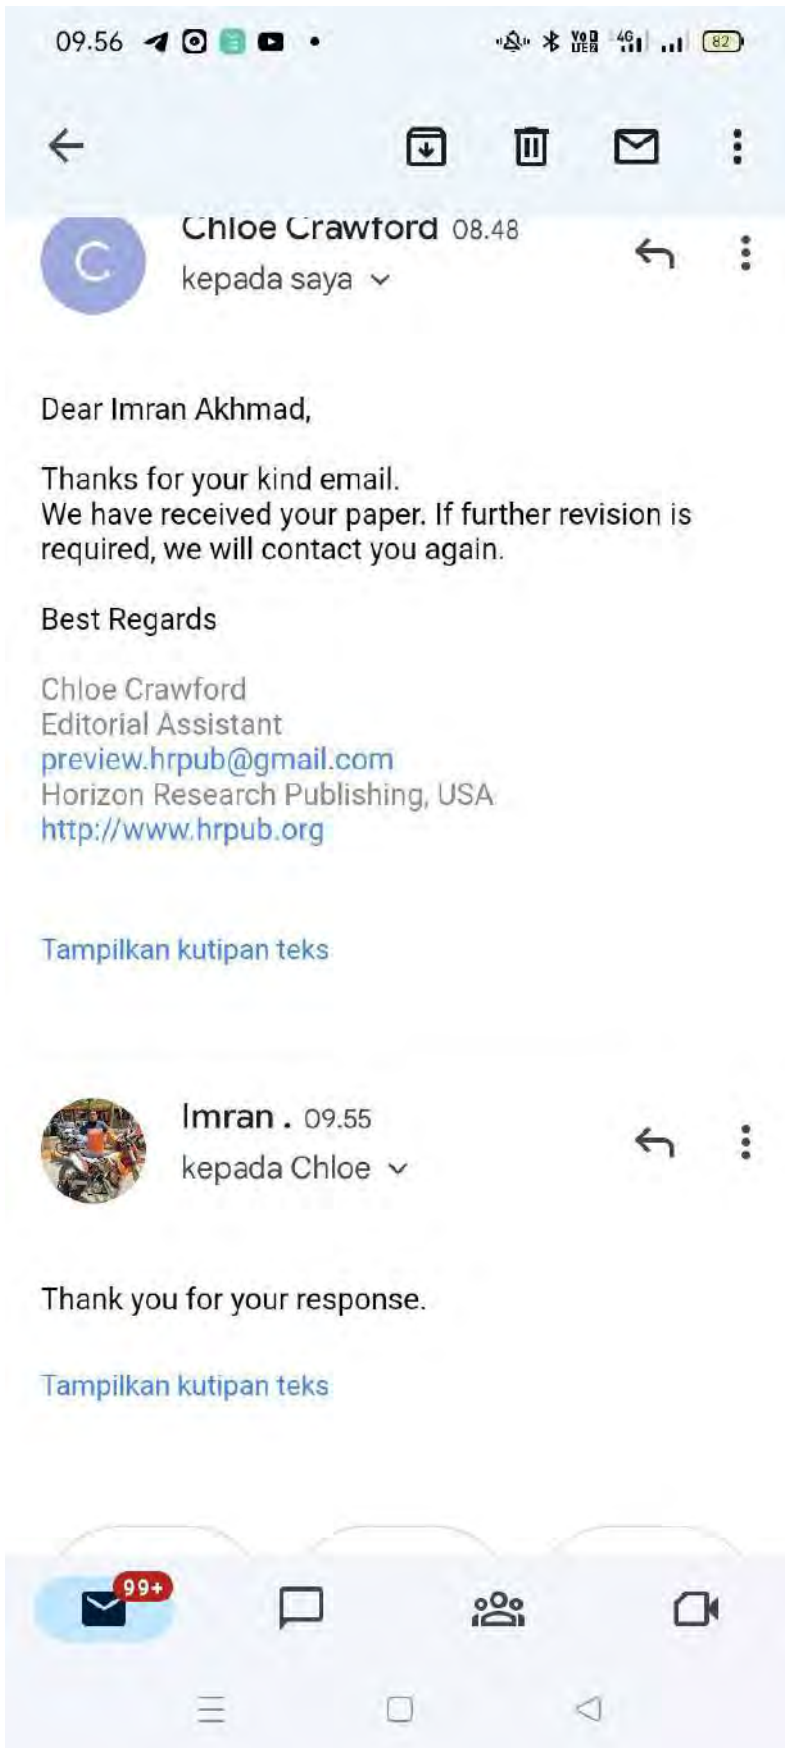 09.56
4G
82
Chloe Crawford 08.48
C
kepada saya
Dear Imran Akhmad,
Thanks for your kind email.
We have received your paper. If further revision is
required, we will contact you again.
Best Regards
Chloe Crawford
Editorial Assistant
preview.hrpub@gmail.com
Horizon Research Publishing, USA
http://www.hrpub.org
Tampilkan kutipan teks
Imran . 09.55
kepada Chloe
Thank you for your response.
Tampilkan kutipan teks
99+